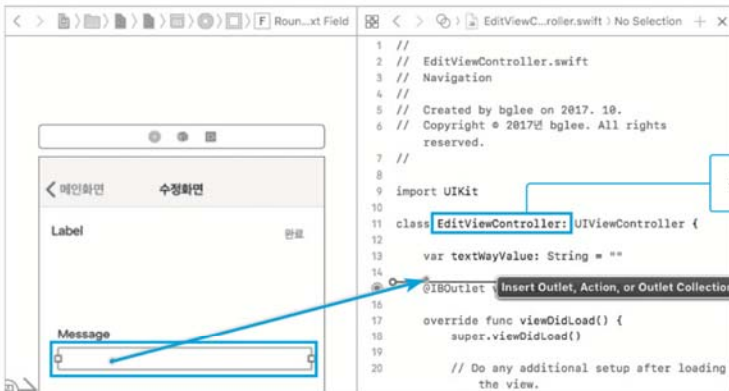 F Roun...xt Field
EditViewC...roller.swift 〉 No Selection
메인화면
수정화면
Label
완료
Message
1 //
2 // EditViewController.swift
3 // Navigation
4 //
5 // Created by bglee on 2017. 10.
6 // Copyright © 2017년 bglee. All rights
reserved.
7 //
8
9 import UIKit
10
11 class EditViewController: UIViewController {
12
13 var textWayValue: String = ""
14
@IBOutlet
Insert Outlet, Action, or Outlet Collection
16
17 override func viewDidLoad() {
18 super.viewDidLoad()
19
20 // Do any additional setup after loading
the view.